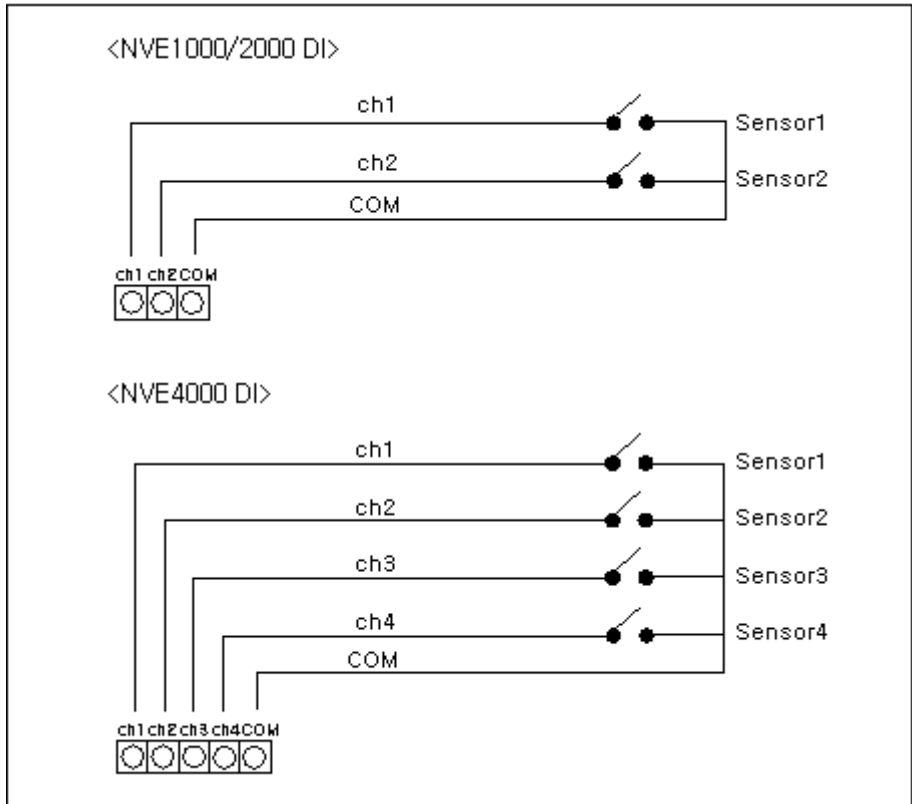 <NVE1000/2000 DI>
ch1
Sensor1
ch2
Sensor2
COM
ch1 ch2 COM
<NVE4000 DI>
ch1
Sensor1
ch2
Sensor2
ch3
Sensor3
ch4
Sensor4
COM
ch1 ch2 ch3 ch4 COM